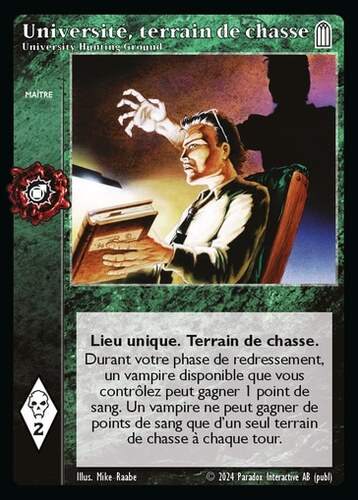 Université, terrain de chasse
University Hunting Ground
MAÎTRE
Lieu unique. Terrain de chasse.
Durant votre phase de redressement,
un vampire disponible que vous
contrôlez peut gagner 1 point de
sang. Un vampire ne peut gagner de
points de sang que d'un seul terrain
de chasse à chaque tour.
2
Illus. Mike Raabe © 2024 Paradox Interactive AB (publ)